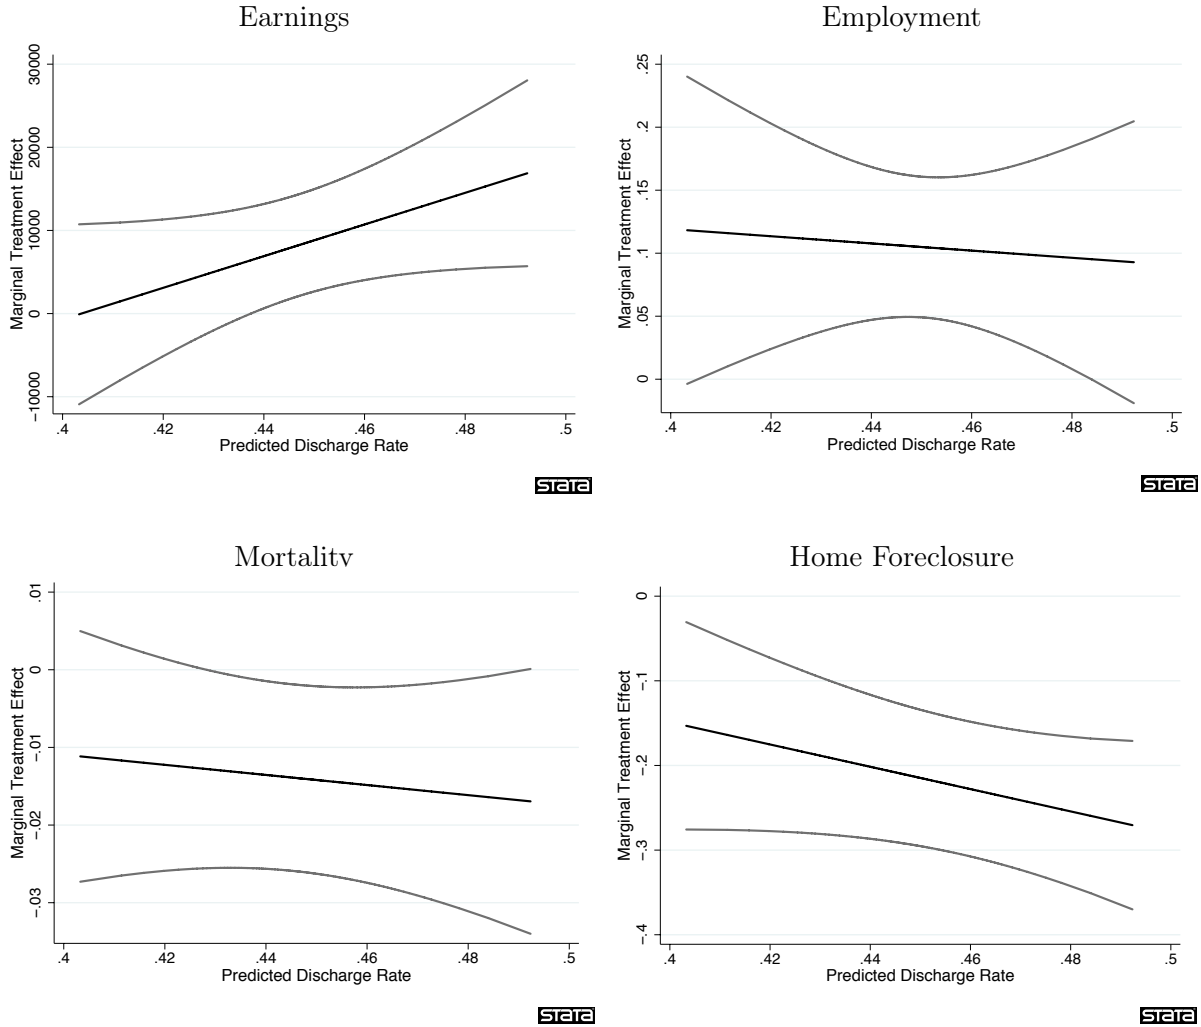 Earnings
Marginal Treatment Effect
30000
20000
10000
0
−10000
.4 .42 .44 .46 .48 .5
Predicted Discharge Rate
STATA
Employment
Marginal Treatment Effect
.25
.2
.15
.1
.05
0
.4 .42 .44 .46 .48 .5
Predicted Discharge Rate
STATA
Mortality
Marginal Treatment Effect
.01
0
−.01
−.02
−.03
.4 .42 .44 .46 .48 .5
Predicted Discharge Rate
STATA
Home Foreclosure
Marginal Treatment Effect
0
−.1
−.2
−.3
−.4
.4 .42 .44 .46 .48 .5
Predicted Discharge Rate
STATA